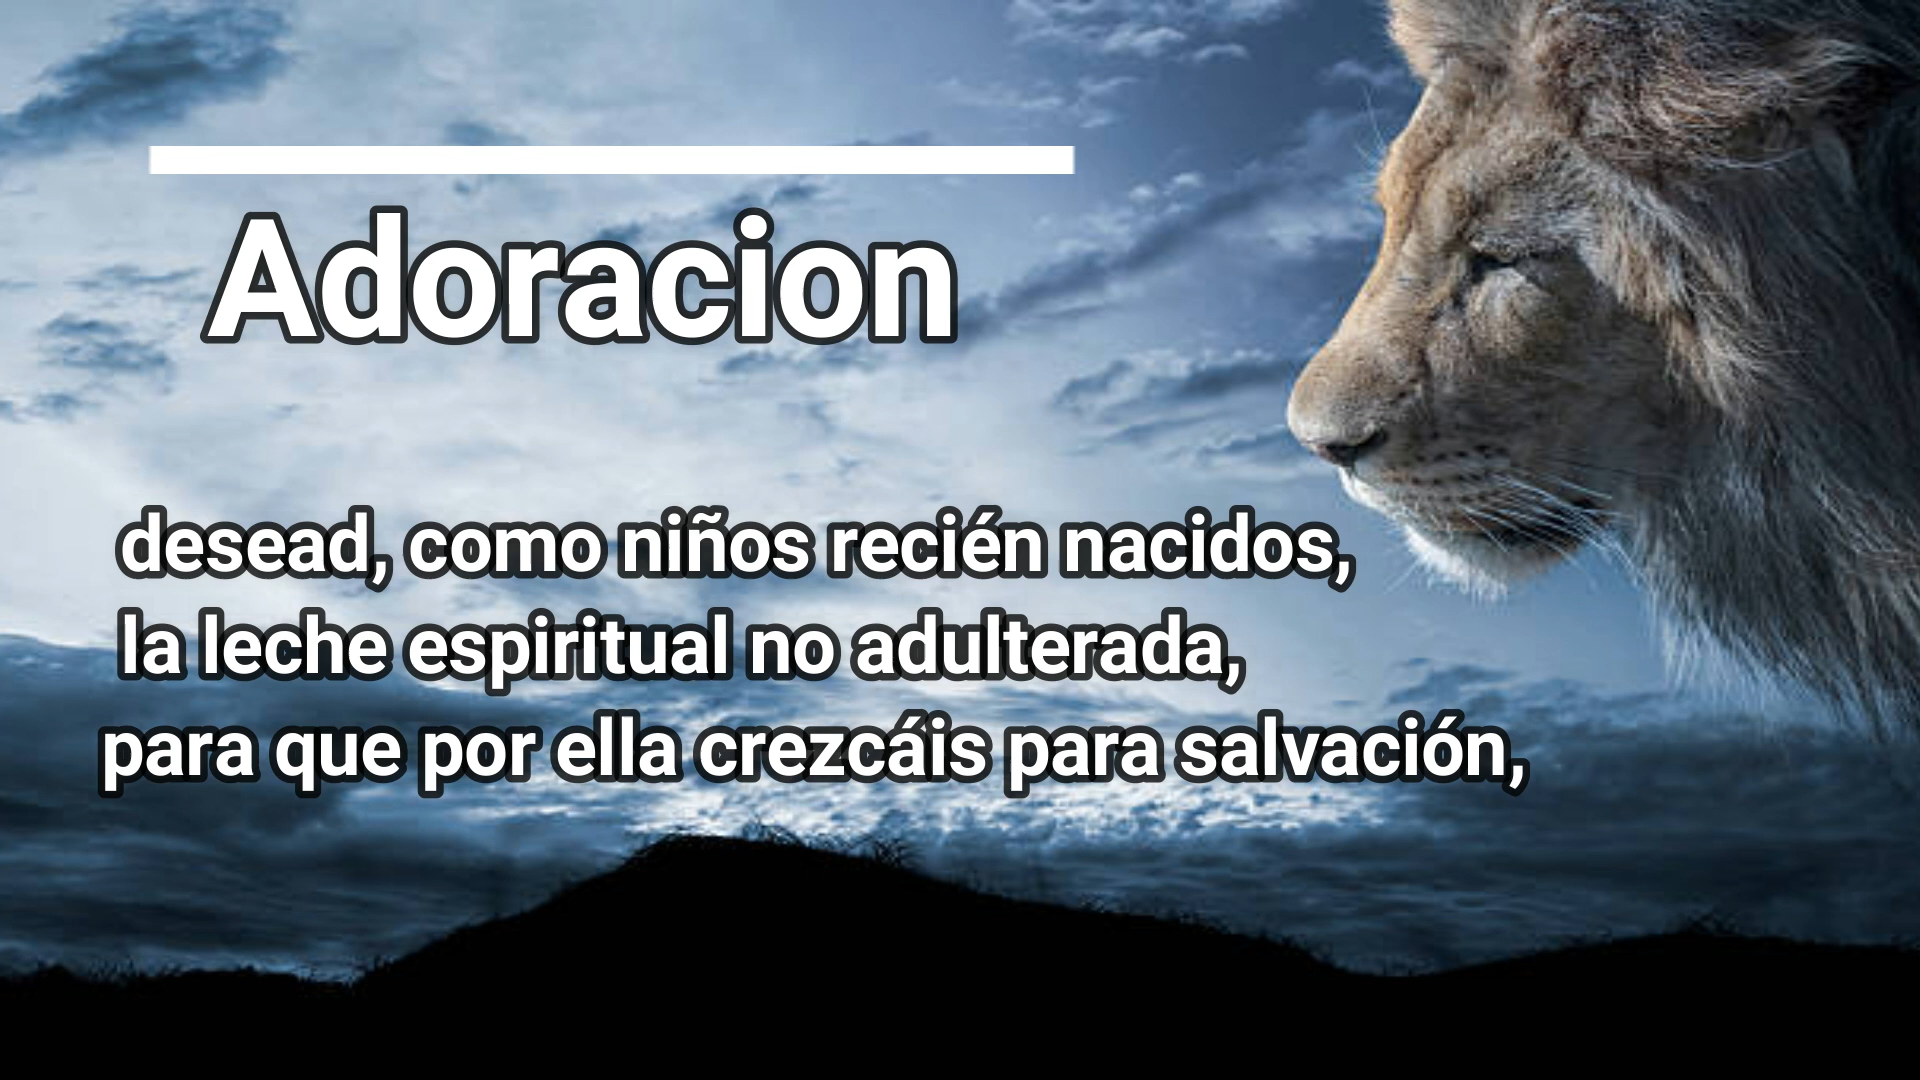 Adoracion
desead, como niños recién nacidos,
la leche espiritual no adulterada,
para que por ella crezcáis para salvación,